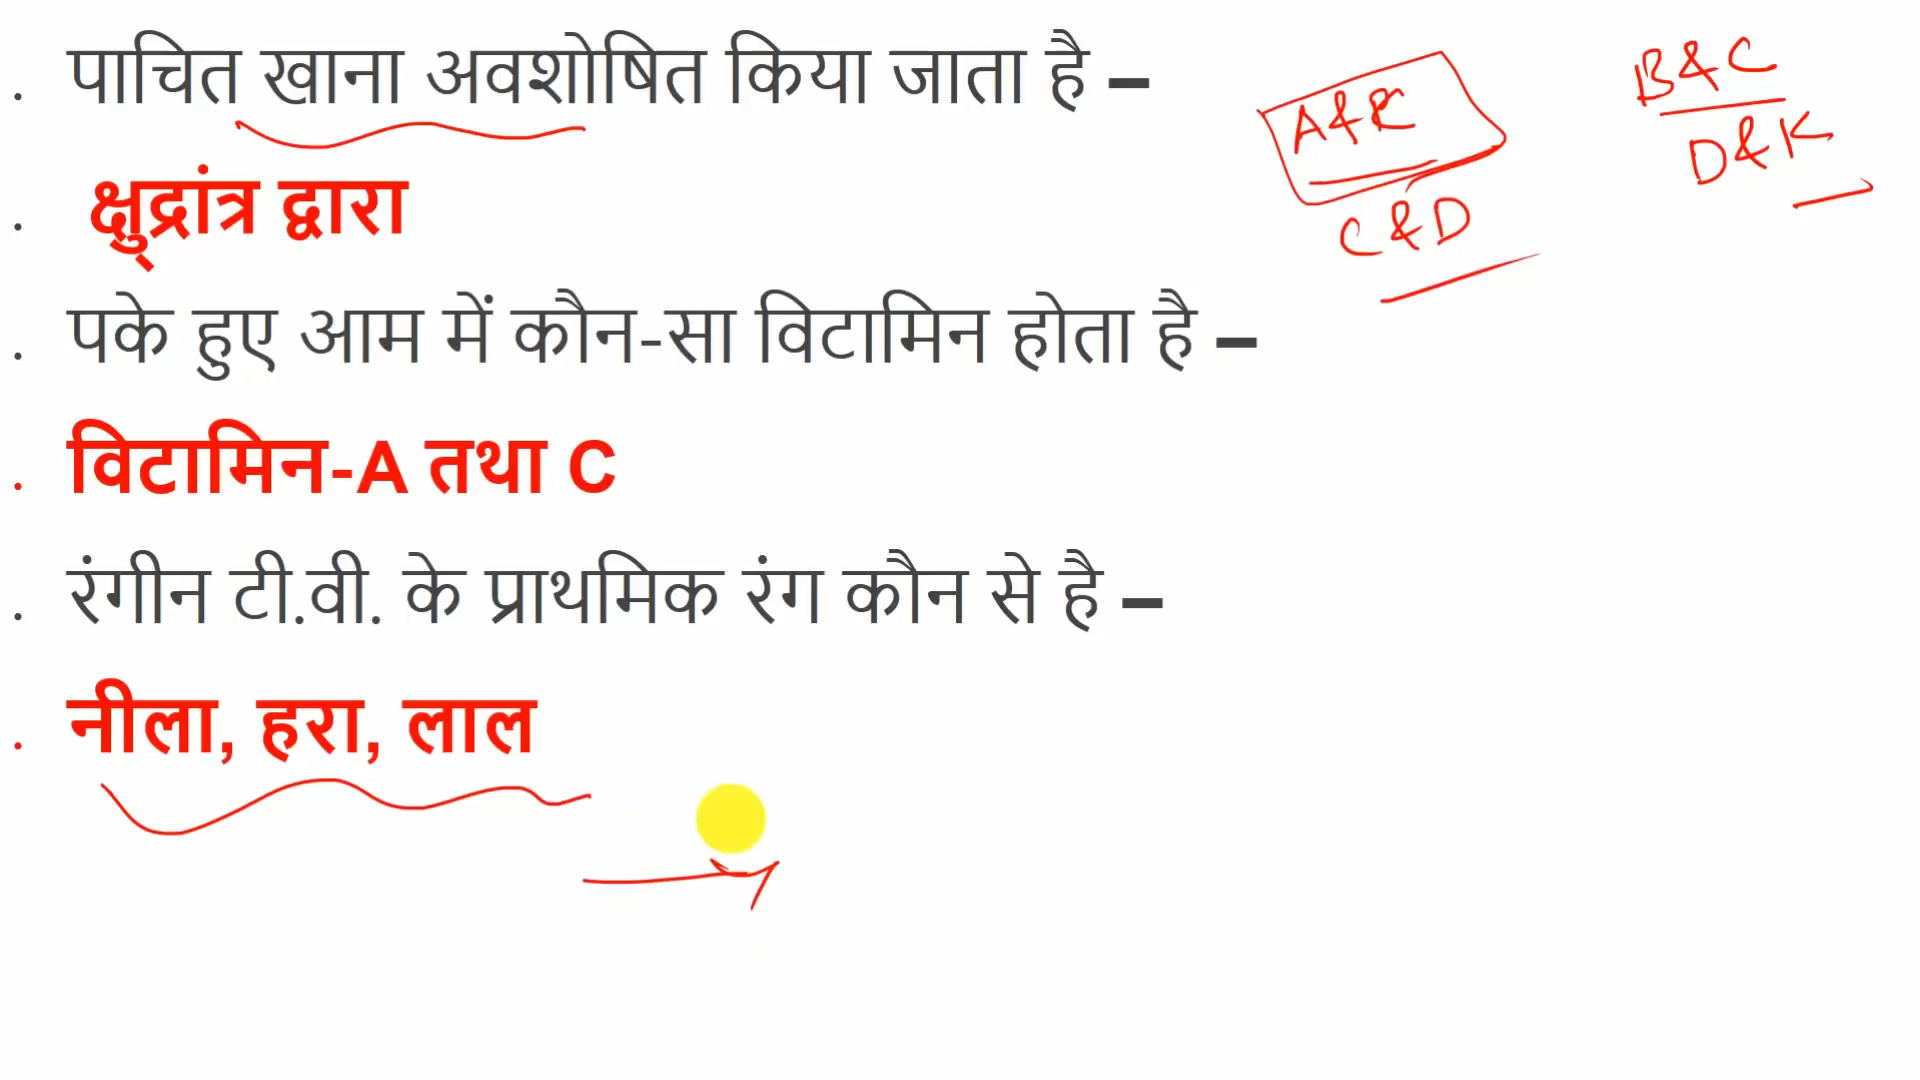 पाचित खाना अवशोषित किया जाता है –
क्षुद्रांत्र द्वारा
पके हुए आम में कौन-सा विटामिन होता है –
विटामिन-A तथा C
रंगीन टी.वी. के प्राथमिक रंग कौन से है –
नीला, हरा, लाल
A&C
C&D
B&C
D&K